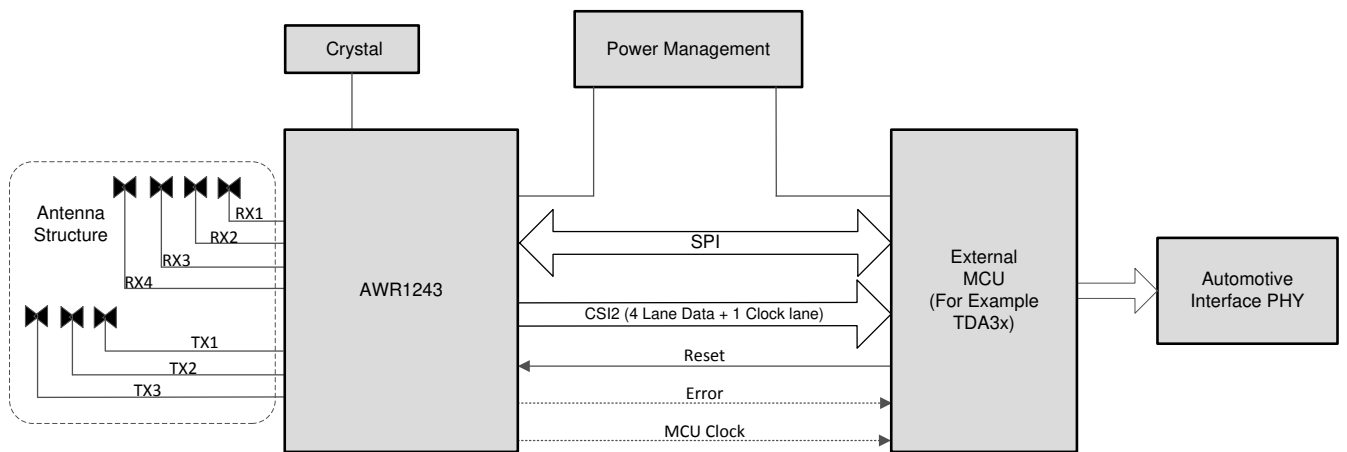 Crystal
Power Management
Antenna
Structure
RX1
RX2
RX3
RX4
TX1
TX2
TX3
AWR1243
SPI
CSI2 (4 Lane Data + 1 Clock lane)
Reset
Error
MCU Clock
External
MCU
(For Example
TDA3x)
Automotive
Interface PHY